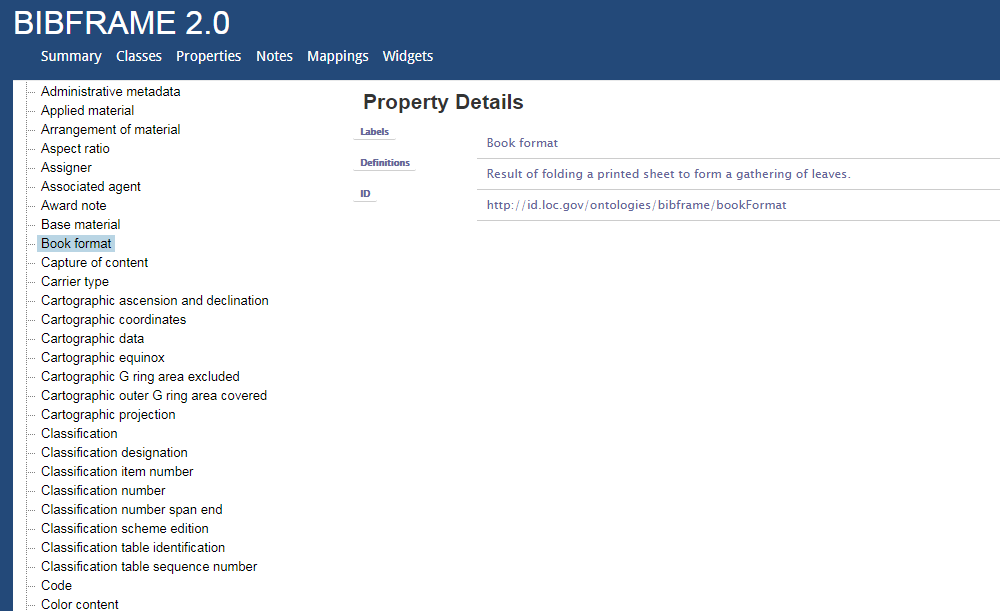 BIBFRAME 2.0
Summary Classes Properties Notes Mappings Widgets
Administrative metadata
Applied material
Arrangement of material
Aspect ratio
Assigner
Associated agent
Award note
Base material
Book format
Capture of content
Carrier type
Cartographic ascension and declination
Cartographic coordinates
Cartographic data
Cartographic equinox
Cartographic G ring area excluded
Cartographic outer G ring area covered
Cartographic projection
Classification
Classification designation
Classification item number
Classification number
Classification number span end
Classification scheme edition
Classification table identification
Classification table sequence number
Code
Color content
Property Details
Labels
Book format
Definitions
Result of folding a printed sheet to form a gathering of leaves.
ID
http://id.loc.gov/ontologies/bibframe/bookFormat